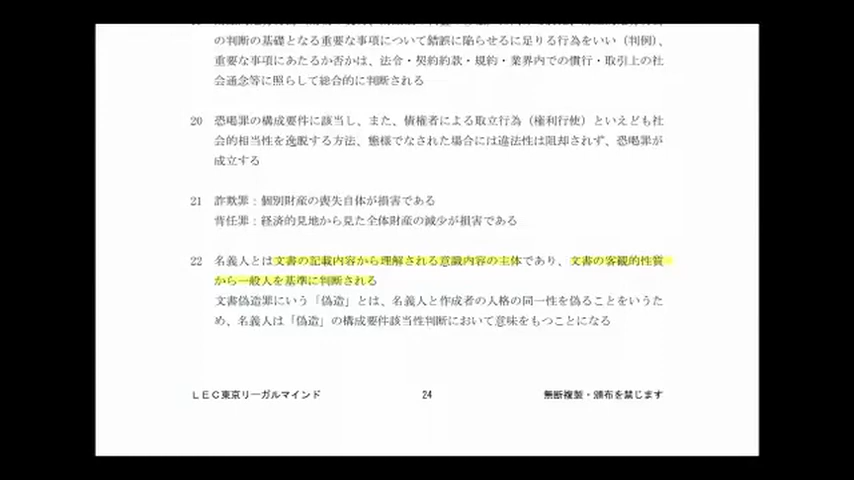 の判断の基礎となる重要な事項について錯誤に陥らせるに足りる行為をいい（判例）、
重要な事項にあたるか否かは、法令・契約約款・規約・業界内での慣行・取引上の社
会通念等に照らして総合的に判断される
20 恐喝罪の構成要件に該当し、また、債権者による取立行為（権利行使）といえども社
会的相当性を逸脱する方法、態様でなされた場合には違法性は阻却されず、恐喝罪が
成立する
21 詐欺罪：個別財産の喪失自体が損害である
背任罪：経済的見地から見た全体財産の減少が損害である
22 名義人とは文書の記載内容から理解される意識内容の主体であり、文書の客観的性質
から一般人を基準に判断される
文書偽造罪にいう「偽造」とは、名義人と作成者の人格の同一性を偽ることをいうた
め、名義人は「偽造」の構成要件該当性判断において意味をもつことになる
ＬＥＣ東京リーガルマインド 24 無断複製・頒布を禁じます